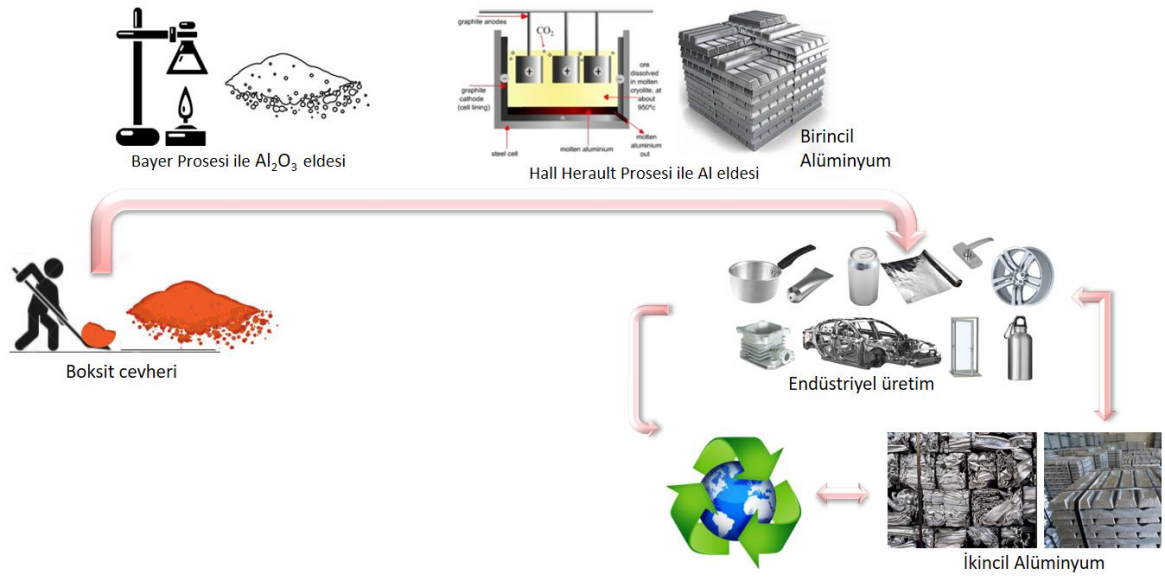 graphite anodes
CO₂
graphite
cathode
(cell lining)
ore
dissolved
in molten
cryolite, at
about
950ºc
steel cell
molten aluminium
molten
aluminium
out
Birincil
Alüminyum
Bayer Prosesi ile Al₂O₃ eldesi
Hall Herault Prosesi ile Al eldesi
Boksit cevheri
Endüstriyel üretim
İkincil Alüminyum